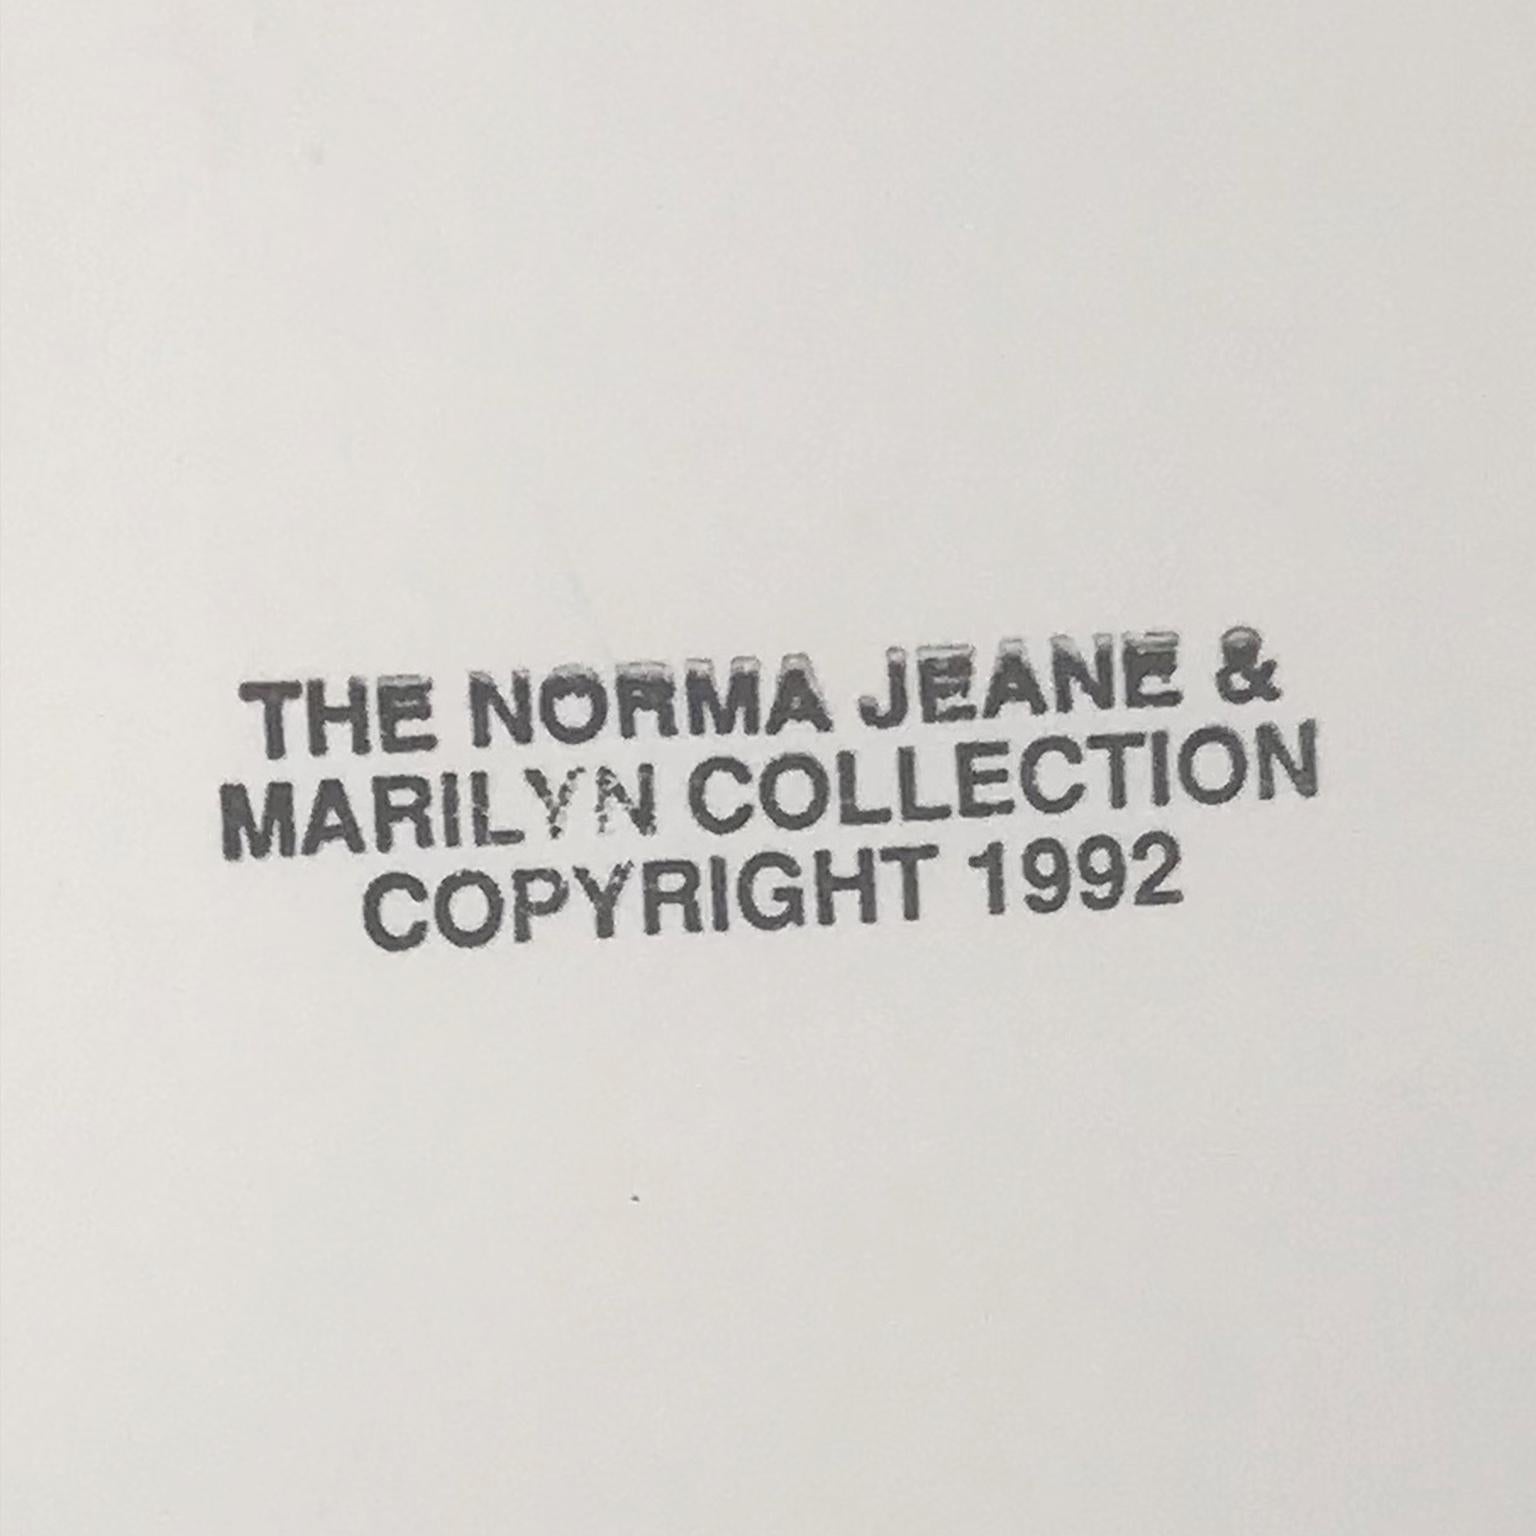 THE NORMA JEANE &
MARILYN COLLECTION
COPYRIGHT 1992